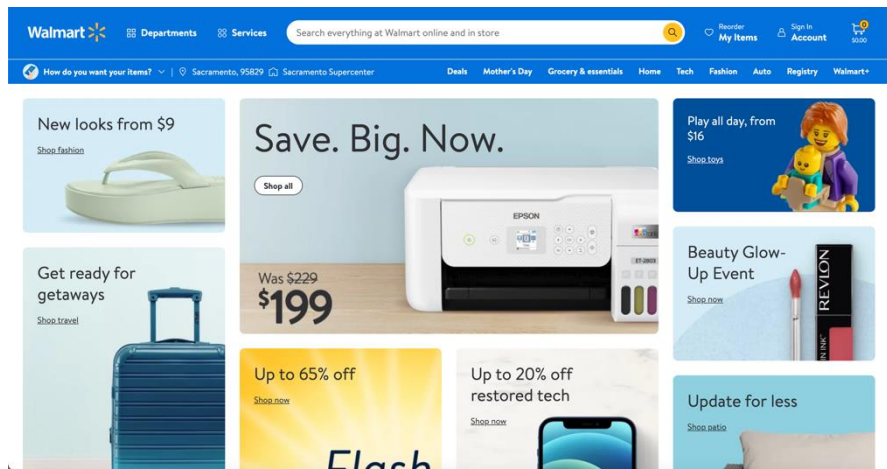 Walmart
Departments
Services
Search everything at Walmart online and in store
Reorder
My Items
Sign In
Account
0
$0.00
How do you want your items?
Sacramento, 95829
Sacramento Supercenter
Deals
Mother's Day
Grocery & essentials
Home
Tech
Fashion
Auto
Registry
Walmart+
New looks from $9
Shop fashion
Save. Big. Now.
Shop all
EPSON
ET-2803
Was $229
$199
Play all day, from
$16
Shop toys
Get ready for
getaways
Shop travel
Beauty Glow-
Up Event
Shop now
REVLON
Up to 65% off
Shop now
Flash
Up to 20% off
restored tech
Shop now
Update for less
Shop patio